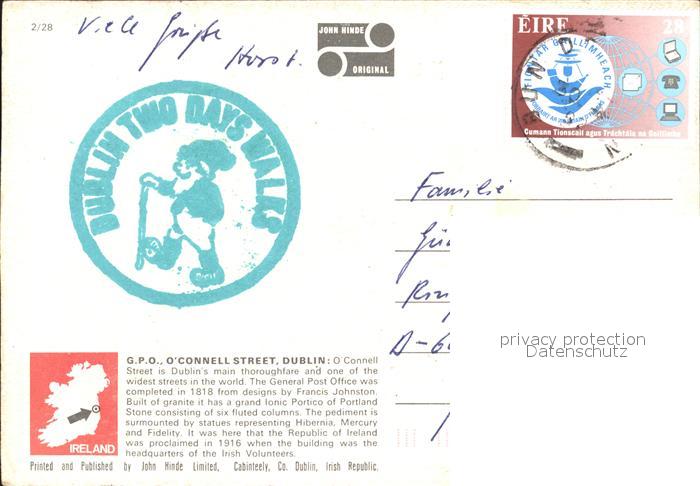 2/28
Viele Grüße
Horst.
JOHN HINDE
ORIGINAL
ÉIRE 28
Cumann Tionscail agus Tráchtála na Gaillimhe
DUBLIN TWO DAYS WALKS
Familie
D-6
privacy protection
Datenschutz
IRELAND
G.P.O., O'CONNELL STREET, DUBLIN: O'Connell
Street is Dublin's main thoroughfare and one of the
widest streets in the world. The General Post Office was
completed in 1818 from designs by Francis Johnston.
Built of granite it has a grand Ionic Portico of Portland
Stone consisting of six fluted columns. The pediment is
surmounted by statues representing Hibernia, Mercury
and Fidelity. It was here that the Republic of Ireland
was proclaimed in 1916 when the building was the
headquarters of the Irish Volunteers.
Printed and Published by John Hinde Limited, Cabinteely, Co. Dublin, Irish Republic.